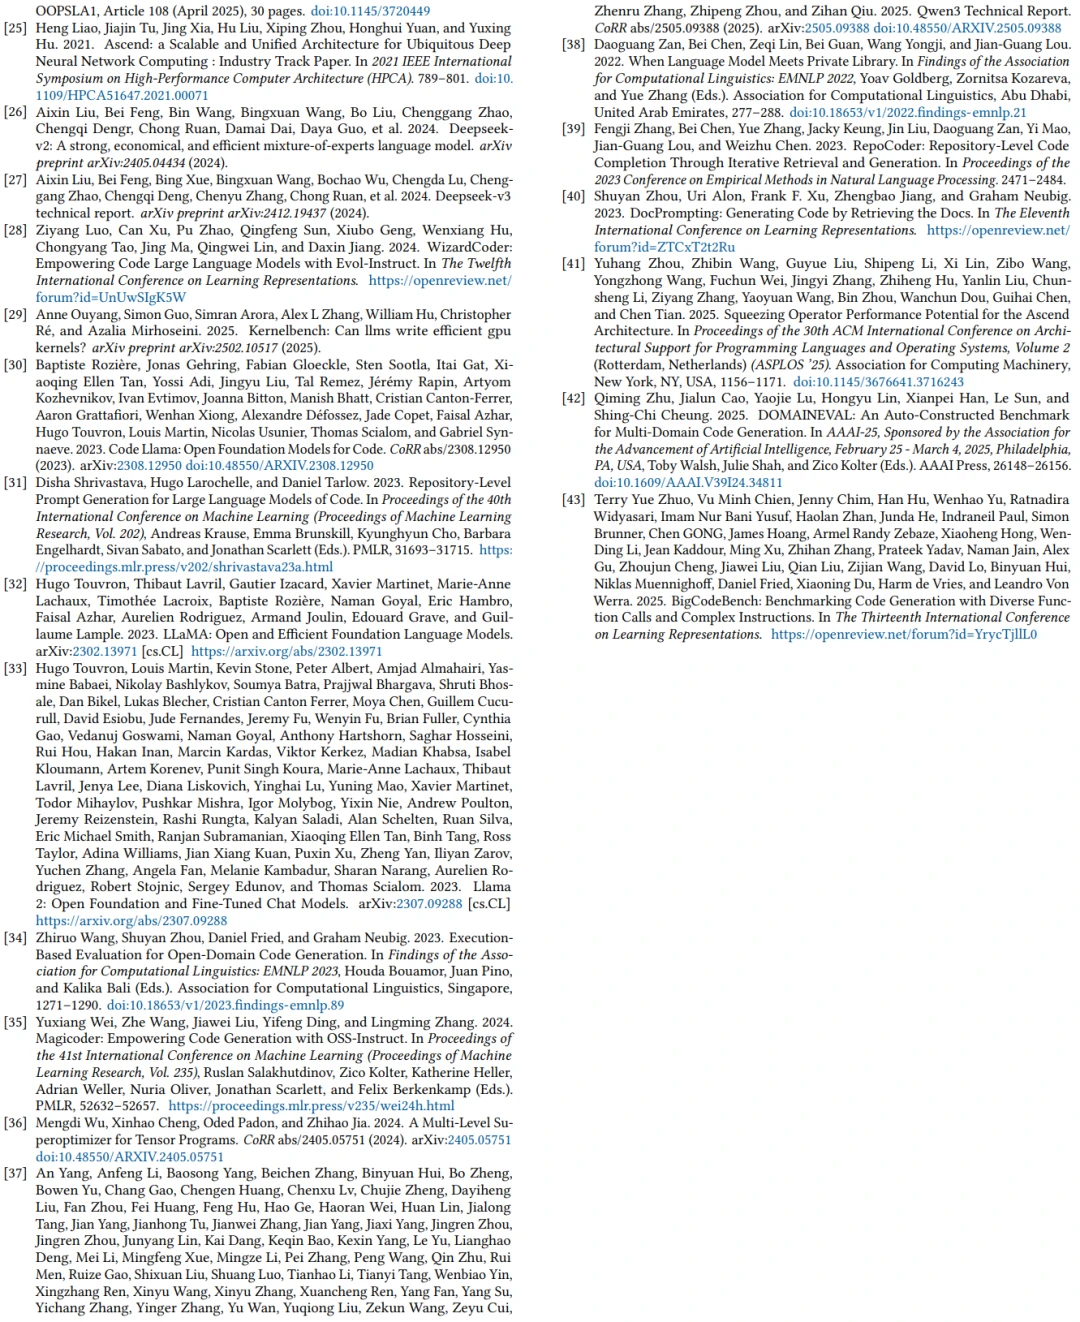 OOPSLA1, Article 108 (April 2025), 30 pages. doi:10.1145/3720449
[25] Heng Liao, Jiajin Tu, Jing Xia, Hu Liu, Xiping Zhou, Honghui Yuan, and Yuxing
Hu. 2021. Ascend: a Scalable and Unified Architecture for Ubiquitous Deep
Neural Network Computing : Industry Track Paper. In 2021 IEEE International
Symposium on High-Performance Computer Architecture (HPCA). 789–801. doi:10.
1109/HPCA51647.2021.00071
[26] Aixin Liu, Bei Feng, Bin Wang, Bingxuan Wang, Bo Liu, Chenggang Zhao,
Chengqi Dengr, Chong Ruan, Damai Dai, Daya Guo, et al. 2024. Deepseek-
v2: A strong, economical, and efficient mixture-of-experts language model. arXiv
preprint arXiv:2405.04434 (2024).
[27] Aixin Liu, Bei Feng, Bing Xue, Bingxuan Wang, Bochao Wu, Chengda Lu, Cheng-
gang Zhao, Chengqi Deng, Chenyu Zhang, Chong Ruan, et al. 2024. Deepseek-v3
technical report. arXiv preprint arXiv:2412.19437 (2024).
[28] Ziyang Luo, Can Xu, Pu Zhao, Qingfeng Sun, Xiubo Geng, Wenxiang Hu,
Chongyang Tao, Jing Ma, Qingwei Lin, and Daxin Jiang. 2024. WizardCoder:
Empowering Code Large Language Models with Evol-Instruct. In The Twelfth
International Conference on Learning Representations. https://openreview.net/
forum?id=UnUwSIgK5W
[29] Anne Ouyang, Simon Guo, Simran Arora, Alex L Zhang, William Hu, Christopher
Ré, and Azalia Mirhoseini. 2025. Kernelbench: Can llms write efficient gpu
kernels? arXiv preprint arXiv:2502.10517 (2025).
[30] Baptiste Rozière, Jonas Gehring, Fabian Gloeckle, Sten Sootla, Itai Gat, Xi-
aoqing Ellen Tan, Yossi Adi, Jingyu Liu, Tal Remez, Jérémy Rapin, Artyom
Kozhevnikov, Ivan Evtimov, Joanna Bitton, Manish Bhatt, Cristian Canton-Ferrer,
Aaron Grattafiori, Wenhan Xiong, Alexandre Défossez, Jade Copet, Faisal Azhar,
Hugo Touvron, Louis Martin, Nicolas Usunier, Thomas Scialom, and Gabriel Syn-
naeve. 2023. Code Llama: Open Foundation Models for Code. CoRR abs/2308.12950
(2023). arXiv:2308.12950 doi:10.48550/ARXIV.2308.12950
[31] Disha Shrivastava, Hugo Larochelle, and Daniel Tarlow. 2023. Repository-Level
Prompt Generation for Large Language Models of Code. In Proceedings of the 40th
International Conference on Machine Learning (Proceedings of Machine Learning
Research, Vol. 202), Andreas Krause, Emma Brunskill, Kyunghyun Cho, Barbara
Engelhardt, Sivan Sabato, and Jonathan Scarlett (Eds.). PMLR, 31693–31715. https:
//proceedings.mlr.press/v202/shrivastava23a.html
[32] Hugo Touvron, Thibaut Lavril, Gautier Izacard, Xavier Martinet, Marie-Anne
Lachaux, Timothée Lacroix, Baptiste Rozière, Naman Goyal, Eric Hambro,
Faisal Azhar, Aurelien Rodriguez, Armand Joulin, Edouard Grave, and Guil-
laume Lample. 2023. LLaMA: Open and Efficient Foundation Language Models.
arXiv:2302.13971 [cs.CL] https://arxiv.org/abs/2302.13971
[33] Hugo Touvron, Louis Martin, Kevin Stone, Peter Albert, Amjad Almahairi, Yas-
mine Babaei, Nikolay Bashlykov, Soumya Batra, Prajjwal Bhargava, Shruti Bhos-
ale, Dan Bikel, Lukas Blecher, Cristian Canton Ferrer, Moya Chen, Guillem Cucu-
rull, David Esiobu, Jude Fernandes, Jeremy Fu, Wenyin Fu, Brian Fuller, Cynthia
Gao, Vedanuj Goswami, Naman Goyal, Anthony Hartshorn, Saghar Hosseini,
Rui Hou, Hakan Inan, Marcin Kardas, Viktor Kerkez, Madian Khabsa, Isabel
Kloumann, Artem Korenev, Punit Singh Koura, Marie-Anne Lachaux, Thibaut
Lavril, Jenya Lee, Diana Liskovich, Yinghai Lu, Yuning Mao, Xavier Martinet,
Todor Mihaylov, Pushkar Mishra, Igor Molybog, Yixin Nie, Andrew Poulton,
Jeremy Reizenstein, Rashi Rungta, Kalyan Saladi, Alan Schelten, Ruan Silva,
Eric Michael Smith, Ranjan Subramanian, Xiaoqing Ellen Tan, Binh Tang, Ross
Taylor, Adina Williams, Jian Xiang Kuan, Puxin Xu, Zheng Yan, Iliyan Zarov,
Yuchen Zhang, Angela Fan, Melanie Kambadur, Sharan Narang, Aurelien Ro-
driguez, Robert Stojnic, Sergey Edunov, and Thomas Scialom. 2023. Llama
2: Open Foundation and Fine-Tuned Chat Models. arXiv:2307.09288 [cs.CL]
https://arxiv.org/abs/2307.09288
[34] Zhiruo Wang, Shuyan Zhou, Daniel Fried, and Graham Neubig. 2023. Execution-
Based Evaluation for Open-Domain Code Generation. In Findings of the Asso-
ciation for Computational Linguistics: EMNLP 2023, Houda Bouamor, Juan Pino,
and Kalika Bali (Eds.). Association for Computational Linguistics, Singapore,
1271–1290. doi:10.18653/v1/2023.findings-emnlp.89
[35] Yuxiang Wei, Zhe Wang, Jiawei Liu, Yifeng Ding, and Lingming Zhang. 2024.
Magicoder: Empowering Code Generation with OSS-Instruct. In Proceedings of
the 41st International Conference on Machine Learning (Proceedings of Machine
Learning Research, Vol. 235), Ruslan Salakhutdinov, Zico Kolter, Katherine Heller,
Adrian Weller, Nuria Oliver, Jonathan Scarlett, and Felix Berkenkamp (Eds.).
PMLR, 52632–52657. https://proceedings.mlr.press/v235/wei24h.html
[36] Mengdi Wu, Xinhao Cheng, Oded Padon, and Zhihao Jia. 2024. A Multi-Level Su-
peroptimizer for Tensor Programs. CoRR abs/2405.05751 (2024). arXiv:2405.05751
doi:10.48550/ARXIV.2405.05751
[37] An Yang, Anfeng Li, Baosong Yang, Beichen Zhang, Binyuan Hui, Bo Zheng,
Bowen Yu, Chang Gao, Chengen Huang, Chenxu Lv, Chujie Zheng, Dayiheng
Liu, Fan Zhou, Fei Huang, Feng Hu, Hao Ge, Haoran Wei, Huan Lin, Jialong
Tang, Jian Yang, Jianhong Tu, Jianwei Zhang, Jian Yang, Jiaxi Yang, Jingren Zhou,
Jingren Zhou, Junyang Lin, Kai Dang, Keqin Bao, Kexin Yang, Le Yu, Lianghao
Deng, Mei Li, Mingfeng Xue, Mingze Li, Pei Zhang, Peng Wang, Qin Zhu, Rui
Men, Ruize Gao, Shixuan Liu, Shuang Luo, Tianhao Li, Tianyi Tang, Wenbiao Yin,
Xingzhang Ren, Xinyu Wang, Xinyu Zhang, Xuancheng Ren, Yang Fan, Yang Su,
Yichang Zhang, Yinger Zhang, Yu Wan, Yuqiong Liu, Zekun Wang, Zeyu Cui,
Zhenru Zhang, Zhipeng Zhou, and Zihan Qiu. 2025. Qwen3 Technical Report.
CoRR abs/2505.09388 (2025). arXiv:2505.09388 doi:10.48550/ARXIV.2505.09388
[38] Daoguang Zan, Bei Chen, Zeqi Lin, Bei Guan, Wang Yongji, and Jian-Guang Lou.
2022. When Language Model Meets Private Library. In Findings of the Association
for Computational Linguistics: EMNLP 2022, Yoav Goldberg, Zornitsa Kozareva,
and Yue Zhang (Eds.). Association for Computational Linguistics, Abu Dhabi,
United Arab Emirates, 277–288. doi:10.18653/v1/2022.findings-emnlp.21
[39] Fengji Zhang, Bei Chen, Yue Zhang, Jacky Keung, Jin Liu, Daoguang Zan, Yi Mao,
Jian-Guang Lou, and Weizhu Chen. 2023. RepoCoder: Repository-Level Code
Completion Through Iterative Retrieval and Generation. In Proceedings of the
2023 Conference on Empirical Methods in Natural Language Processing. 2471–2484.
[40] Shuyan Zhou, Uri Alon, Frank F. Xu, Zhengbao Jiang, and Graham Neubig.
2023. DocPrompting: Generating Code by Retrieving the Docs. In The Eleventh
International Conference on Learning Representations. https://openreview.net/
forum?id=ZTCxT2t2Ru
[41] Yuhang Zhou, Zhibin Wang, Guyue Liu, Shipeng Li, Xi Lin, Zibo Wang,
Yongzhong Wang, Fuchun Wei, Jingyi Zhang, Zhiheng Hu, Yanlin Liu, Chun-
sheng Li, Ziyang Zhang, Yaoyuan Wang, Bin Zhou, Wanchun Dou, Guihai Chen,
and Chen Tian. 2025. Squeezing Operator Performance Potential for the Ascend
Architecture. In Proceedings of the 30th ACM International Conference on Archi-
tectural Support for Programming Languages and Operating Systems, Volume 2
(Rotterdam, Netherlands) (ASPLOS ’25). Association for Computing Machinery,
New York, NY, USA, 1156–1171. doi:10.1145/3676641.3716243
[42] Qiming Zhu, Jialun Cao, Yaojie Lu, Hongyu Lin, Xianpei Han, Le Sun, and
Shing-Chi Cheung. 2025. DOMAINEVAL: An Auto-Constructed Benchmark
for Multi-Domain Code Generation. In AAAI-25, Sponsored by the Association for
the Advancement of Artificial Intelligence, February 25 - March 4, 2025, Philadelphia,
PA, USA, Toby Walsh, Julie Shah, and Zico Kolter (Eds.). AAAI Press, 26148–26156.
doi:10.1609/AAAI.V39I24.34811
[43] Terry Yue Zhuo, Vu Minh Chien, Jenny Chim, Han Hu, Wenhao Yu, Ratnadira
Widyasari, Imam Nur Bani Yusuf, Haolan Zhan, Junda He, Indraneil Paul, Simon
Brunner, Chen GONG, James Hoang, Armel Randy Zebaze, Xiaoheng Hong, Wen-
Ding Li, Jean Kaddour, Ming Xu, Zhihan Zhang, Prateek Yadav, Naman Jain, Alex
Gu, Zhoujun Cheng, Jiawei Liu, Qian Liu, Zijian Wang, David Lo, Binyuan Hui,
Niklas Muennighoff, Daniel Fried, Xiaoning Du, Harm de Vries, and Leandro Von
Werra. 2025. BigCodeBench: Benchmarking Code Generation with Diverse Func-
tion Calls and Complex Instructions. In The Thirteenth International Conference
on Learning Representations. https://openreview.net/forum?id=YrycTjllL0